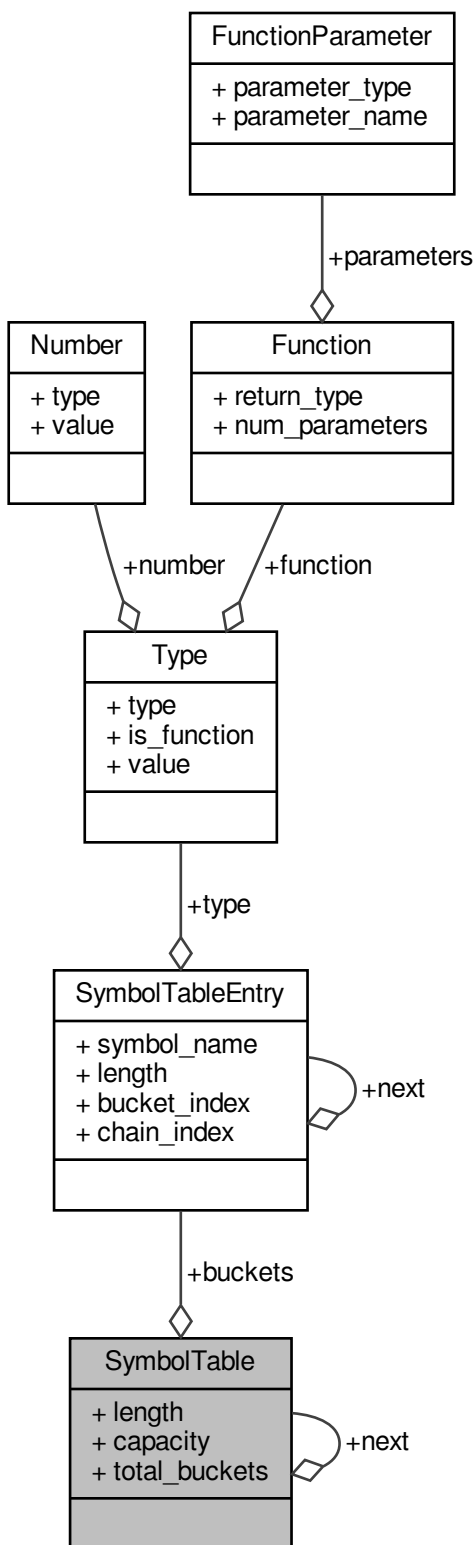 FunctionParameter
+ parameter_type
+ parameter_name
+parameters
Number
+ type
+ value
Function
+ return_type
+ num_parameters
+number
+function
Type
+ type
+ is_function
+ value
+type
SymbolTableEntry
+ symbol_name
+ length
+ bucket_index
+ chain_index
+next
+buckets
SymbolTable
+ length
+ capacity
+ total_buckets
+next